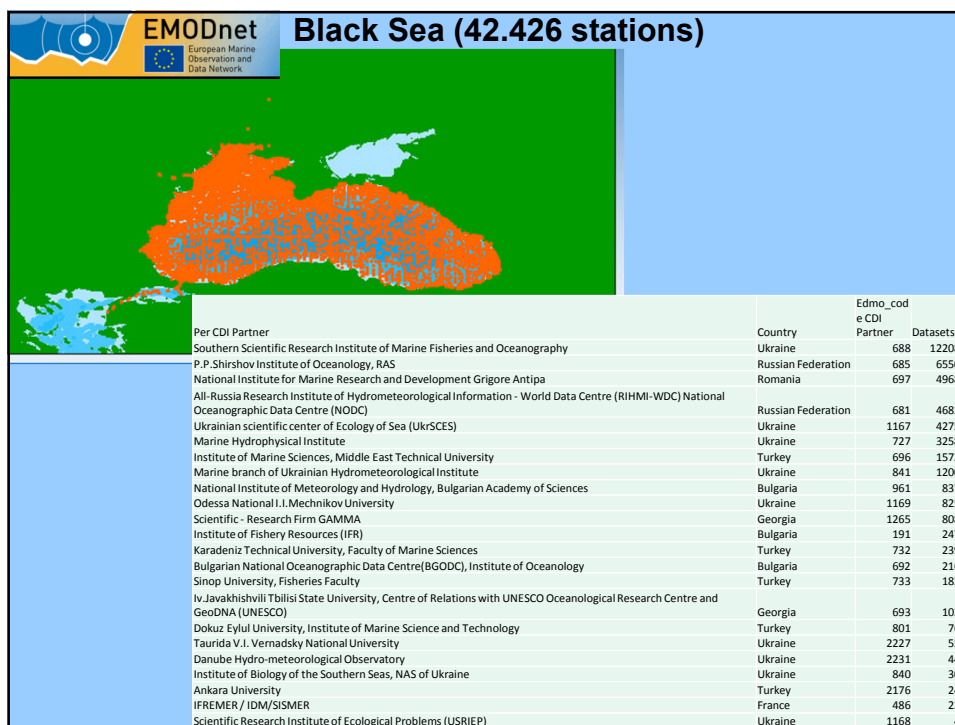 EMODnet
European Marine
Observation and
Data Network
Black Sea (42.426 stations)
Per CDI Partner Country Edmo_cod
e CDI
Partner Datasets
Southern Scientific Research Institute of Marine Fisheries and Oceanography Ukraine 688
P.P.Shirshov Institute of Oceanology, RAS Russian Federation 685
National Institute for Marine Research and Development Grigore Antipa Romania 697
All-Russia Research Institute of Hydrometeorological Information - World Data Centre (RIHMI-WDC) National
Oceanographic Data Centre (NODC) Russian Federation 681
Ukrainian scientific center of Ecology of Sea (UkrSCES) Ukraine 1167
Marine Hydrophysical Institute Ukraine 727
Institute of Marine Sciences, Middle East Technical University Turkey 696
Marine branch of Ukrainian Hydrometeorological Institute Ukraine 841
National Institute of Meteorology and Hydrology, Bulgarian Academy of Sciences Bulgaria 961
Odessa National I.I.Mechnikov University Ukraine 1169
Scientific - Research Firm GAMMA Georgia 1265
Institute of Fishery Resources (IFR) Bulgaria 191
Karadeniz Technical University, Faculty of Marine Sciences Turkey 732
Bulgarian National Oceanographic Data Centre(BGODC), Institute of Oceanology Bulgaria 692
Sinop University, Fisheries Faculty Turkey 733
Iv.Javakhishvili Tbilisi State University, Centre of Relations with UNESCO Oceanological Research Centre and
GeoDNA (UNESCO) Georgia 693
Dokuz Eylul University, Institute of Marine Science and Technology Turkey 801
Taurida V.I. Vernadsky National University Ukraine 2227
Danube Hydro-meteorological Observatory Ukraine 2231
Institute of Biology of the Southern Seas, NAS of Ukraine Ukraine 840
Ankara University Turkey 2176
IFREMER / IDM/SISMER France 486
Scientific Research Institute of Ecological Problems (USRIEP) Ukraine 1168